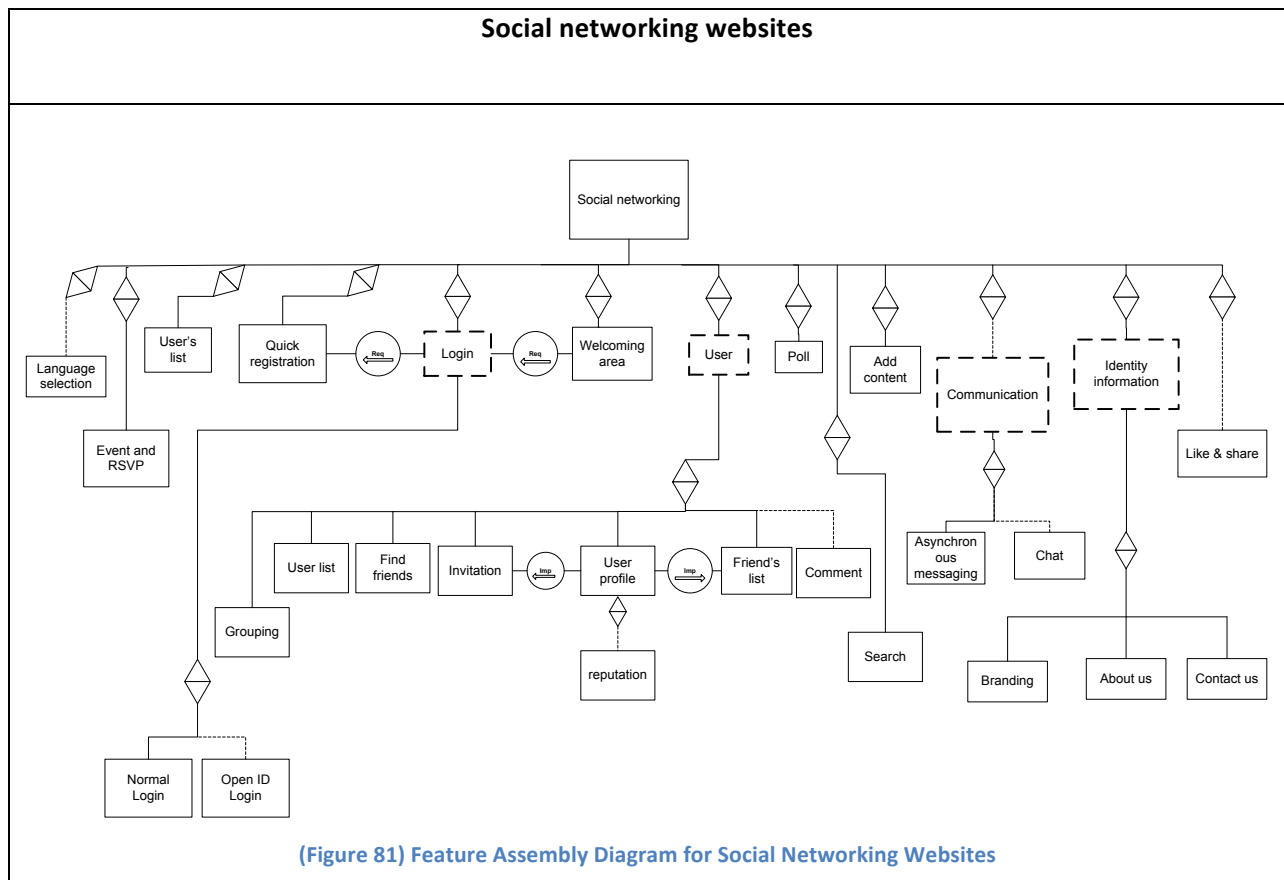 Social networking websites
Social networking
Language
selection
Event and
RSVP
User's
list
Quick
registration
Req
Login
Req
Welcoming
area
User
Poll
Add
content
Communication
Identity
information
Like & share
Grouping
User list
Find
friends
Invitation
Imp
User
profile
Imp
Friend's
list
Comment
reputation
Search
Asynchron
ous
messaging
Chat
Branding
About us
Contact us
Normal
Login
Open ID
Login
(Figure 81) Feature Assembly Diagram for Social Networking Websites